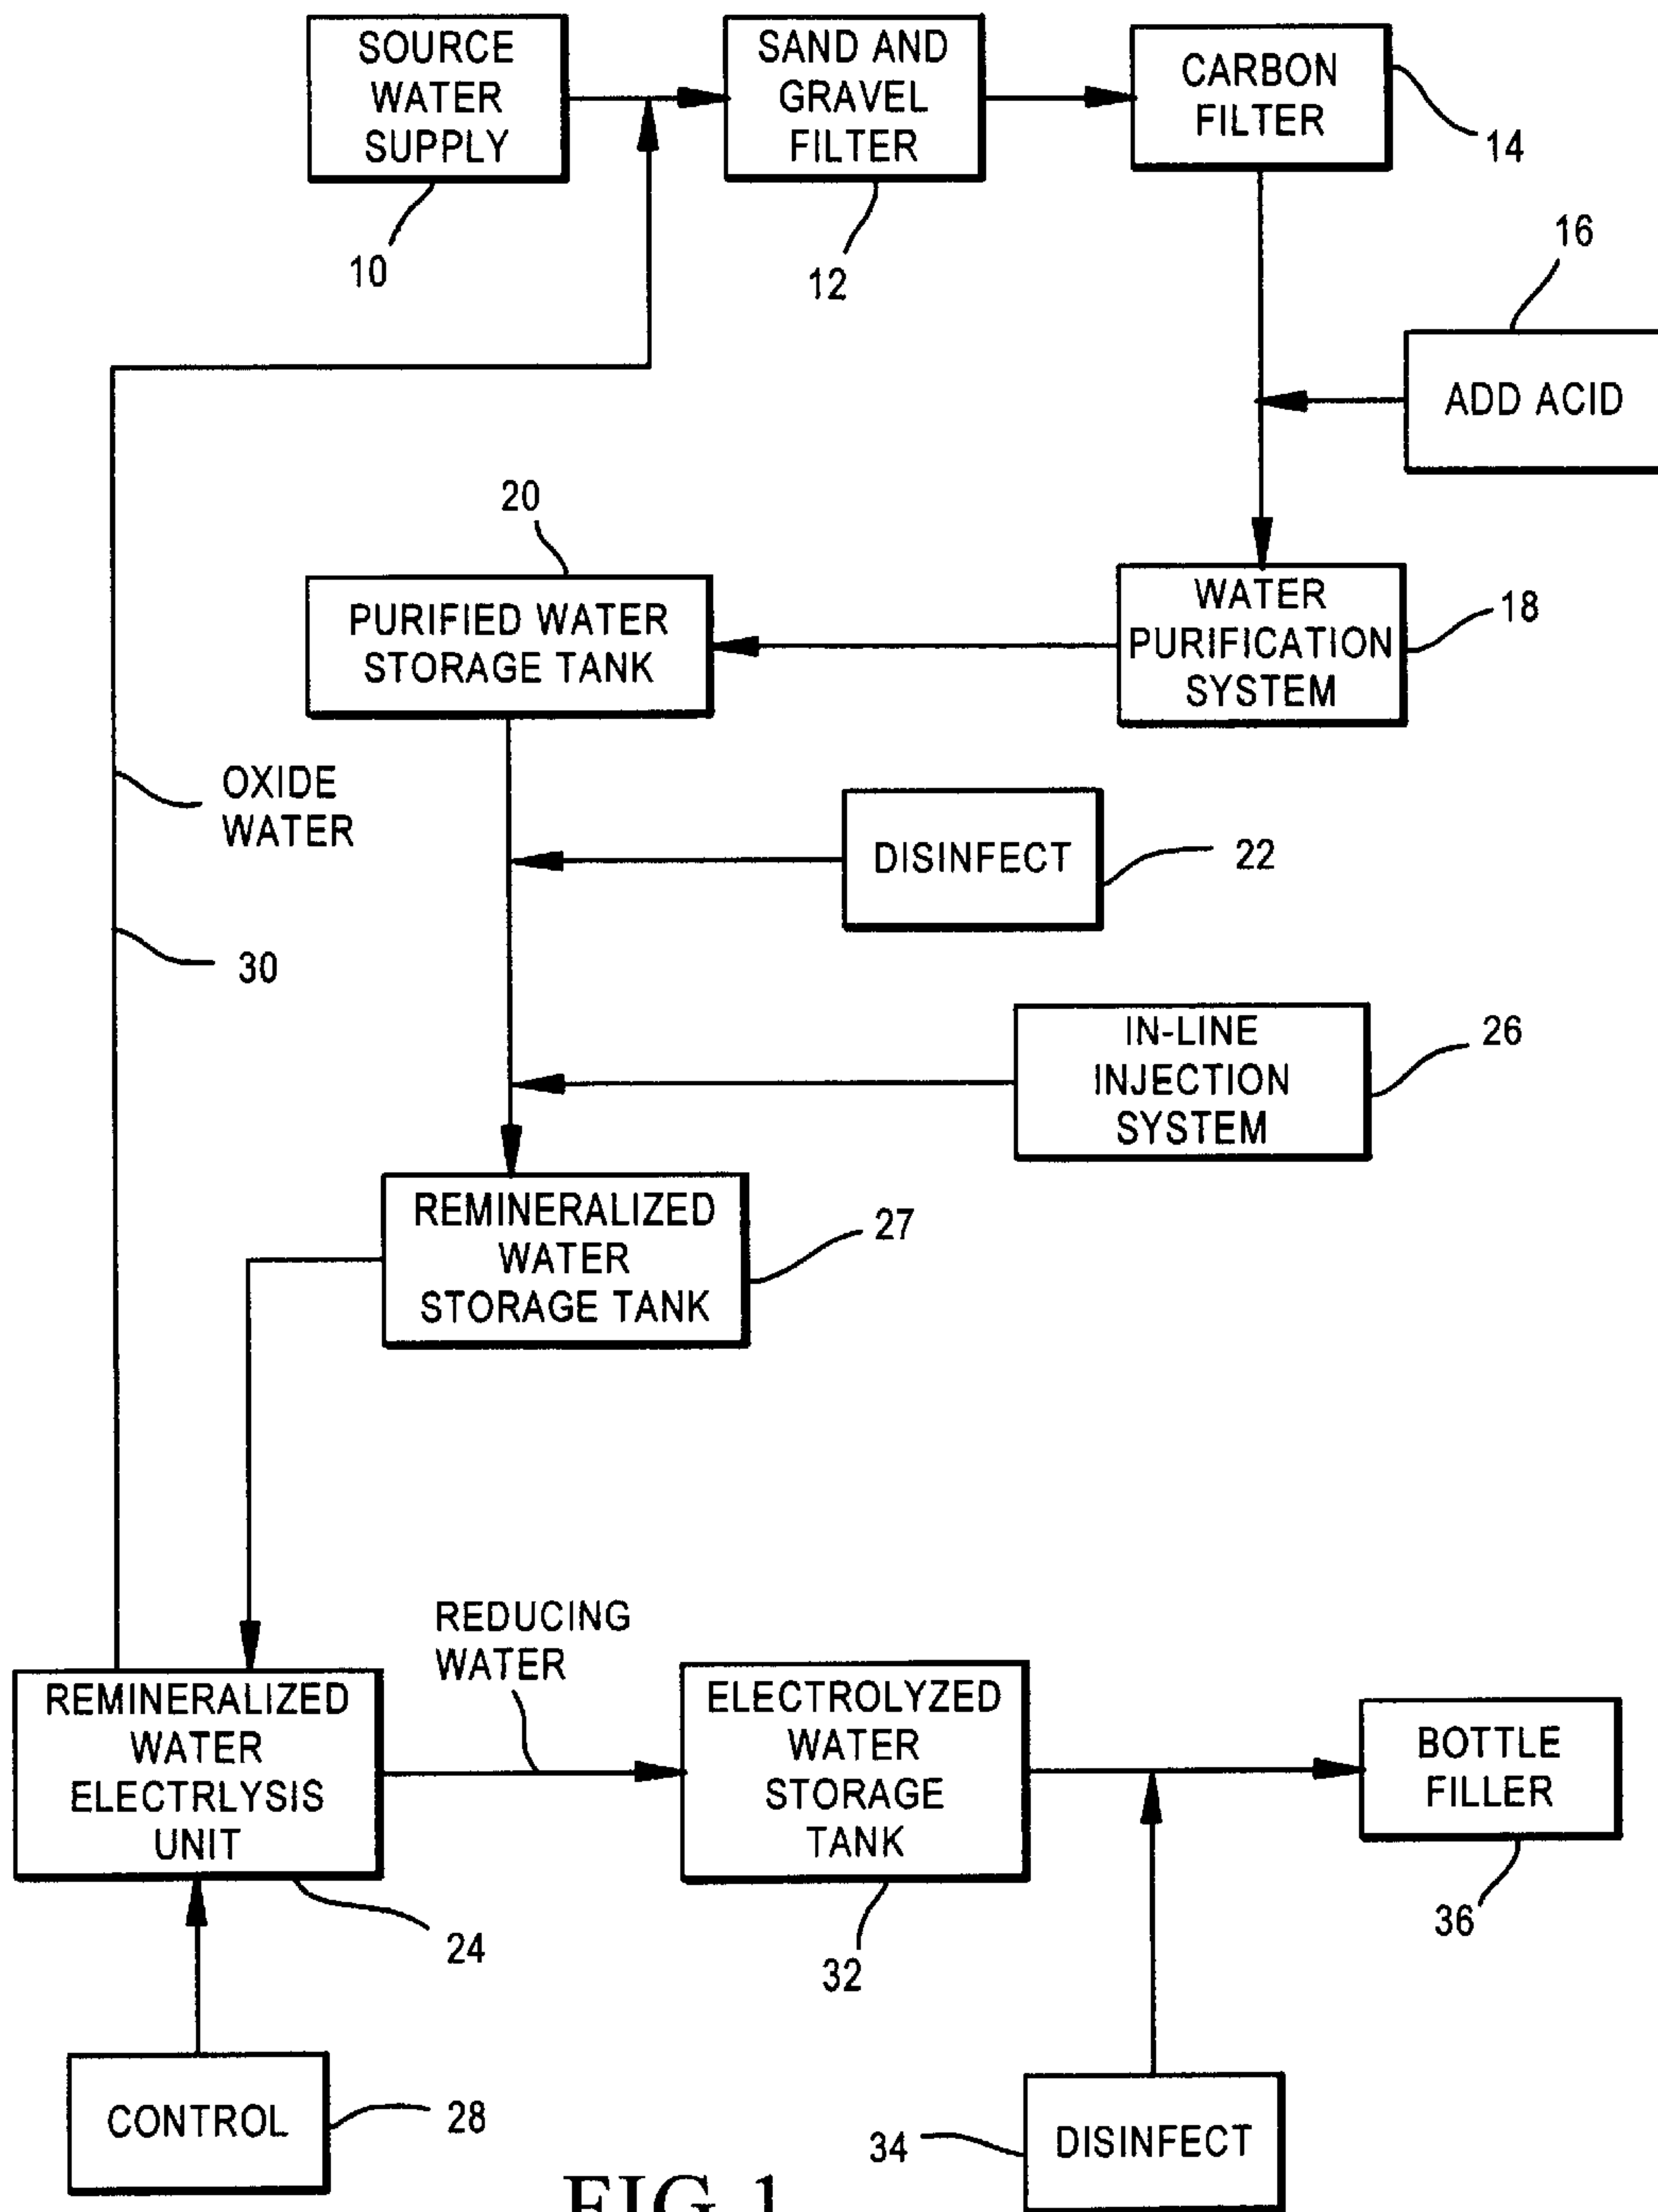 SOURCE
WATER
SUPPLY
10
SAND AND
GRAVEL
FILTER
12
CARBON
FILTER
14
16
ADD ACID
WATER
PURIFICATION
SYSTEM
18
20
PURIFIED WATER
STORAGE TANK
OXIDE
WATER
30
DISINFECT
22
IN-LINE
INJECTION
SYSTEM
26
REMINERALIZED
WATER
STORAGE TANK
27
REMINERALIZED
WATER
ELECTRLYSIS
UNIT
24
REDUCING
WATER
ELECTROLYZED
WATER
STORAGE
TANK
32
BOTTLE
FILLER
36
CONTROL
28
34
DISINFECT
FIG.1